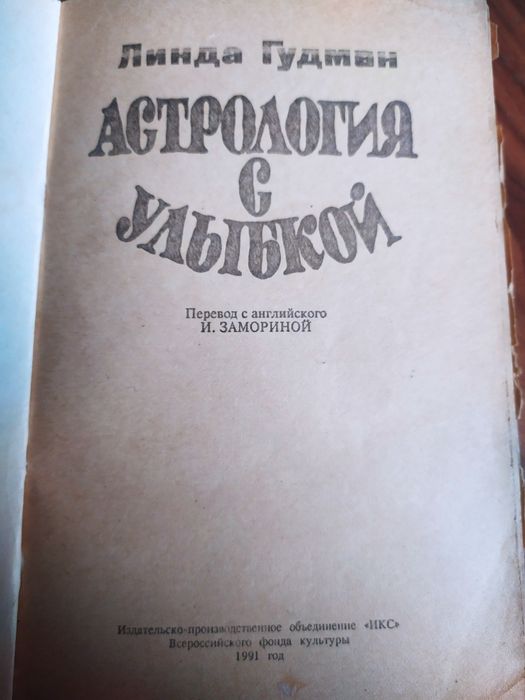 Линда Гудман
АСТРОЛОГИЯ
С
УЛЫБКОЙ
Перевод с английского
И. ЗАМОРИНОЙ
Издательско-производственное объединение «ИКС»
Всероссийского фонда культуры
1991 год